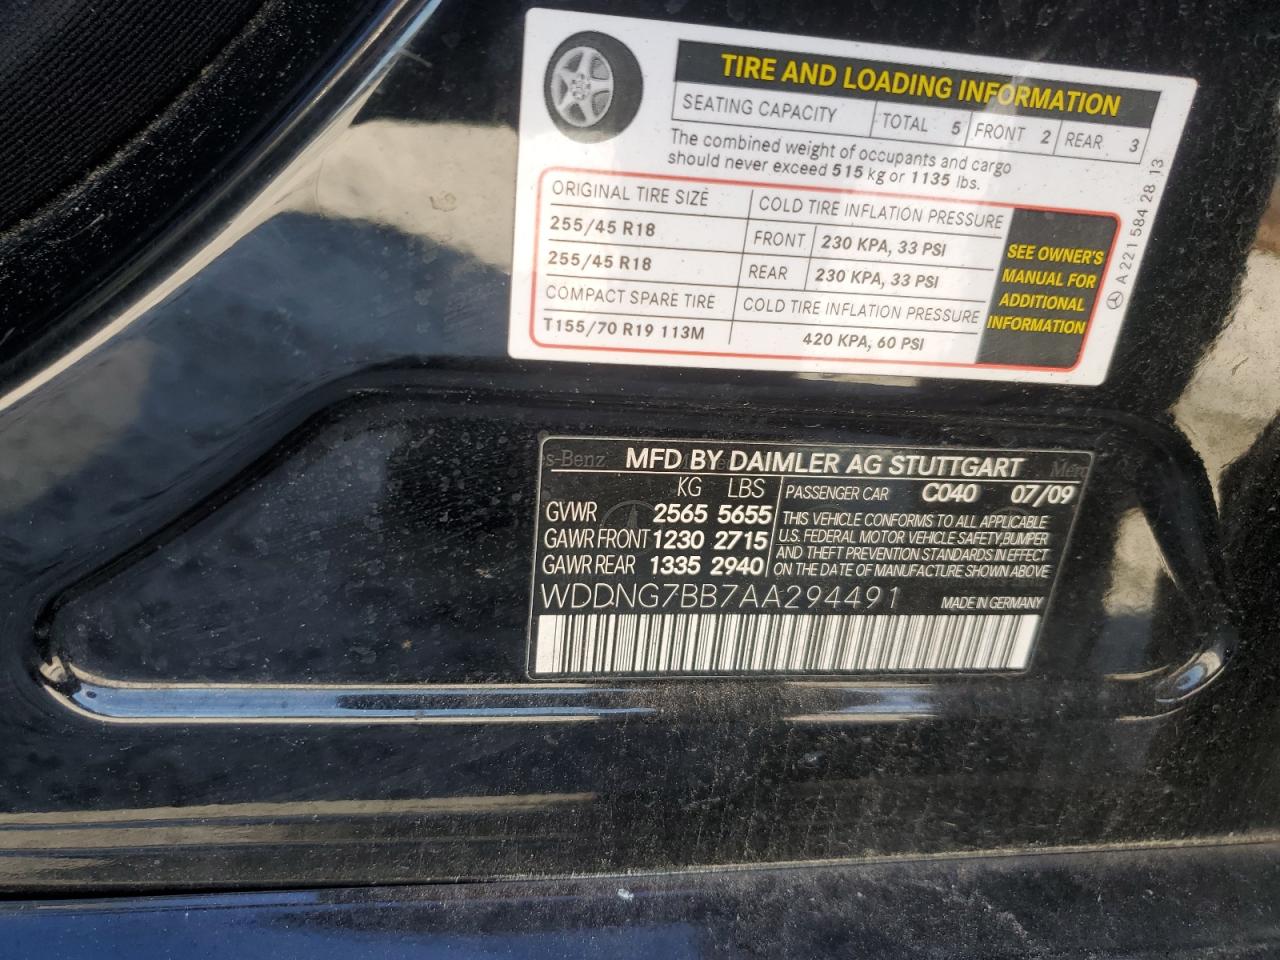 TIRE AND LOADING INFORMATION
SEATING CAPACITY TOTAL 5 FRONT 2 REAR 3
The combined weight of occupants and cargo
should never exceed 515 kg or 1135 lbs.
ORIGINAL TIRE SIZE COLD TIRE INFLATION PRESSURE
255/45 R18 FRONT 230 KPA, 33 PSI
255/45 R18 REAR 230 KPA, 33 PSI
COMPACT SPARE TIRE COLD TIRE INFLATION PRESSURE
T155/70 R19 113M 420 KPA, 60 PSI
SEE OWNER'S
MANUAL FOR
ADDITIONAL
INFORMATION
A 221 584 28 13
s-Benz
MFD BY DAIMLER AG STUTTGART
KG LBS
GVWR 2565 5655
GAWR FRONT 1230 2715
GAWR REAR 1335 2940
PASSENGER CAR C040 07/09
THIS VEHICLE CONFORMS TO ALL APPLICABLE
U.S. FEDERAL MOTOR VEHICLE SAFETY,BUMPER
AND THEFT PREVENTION STANDARDS IN EFFECT
ON THE DATE OF MANUFACTURE SHOWN ABOVE
WDDNG7BB7AA294491 MADE IN GERMANY